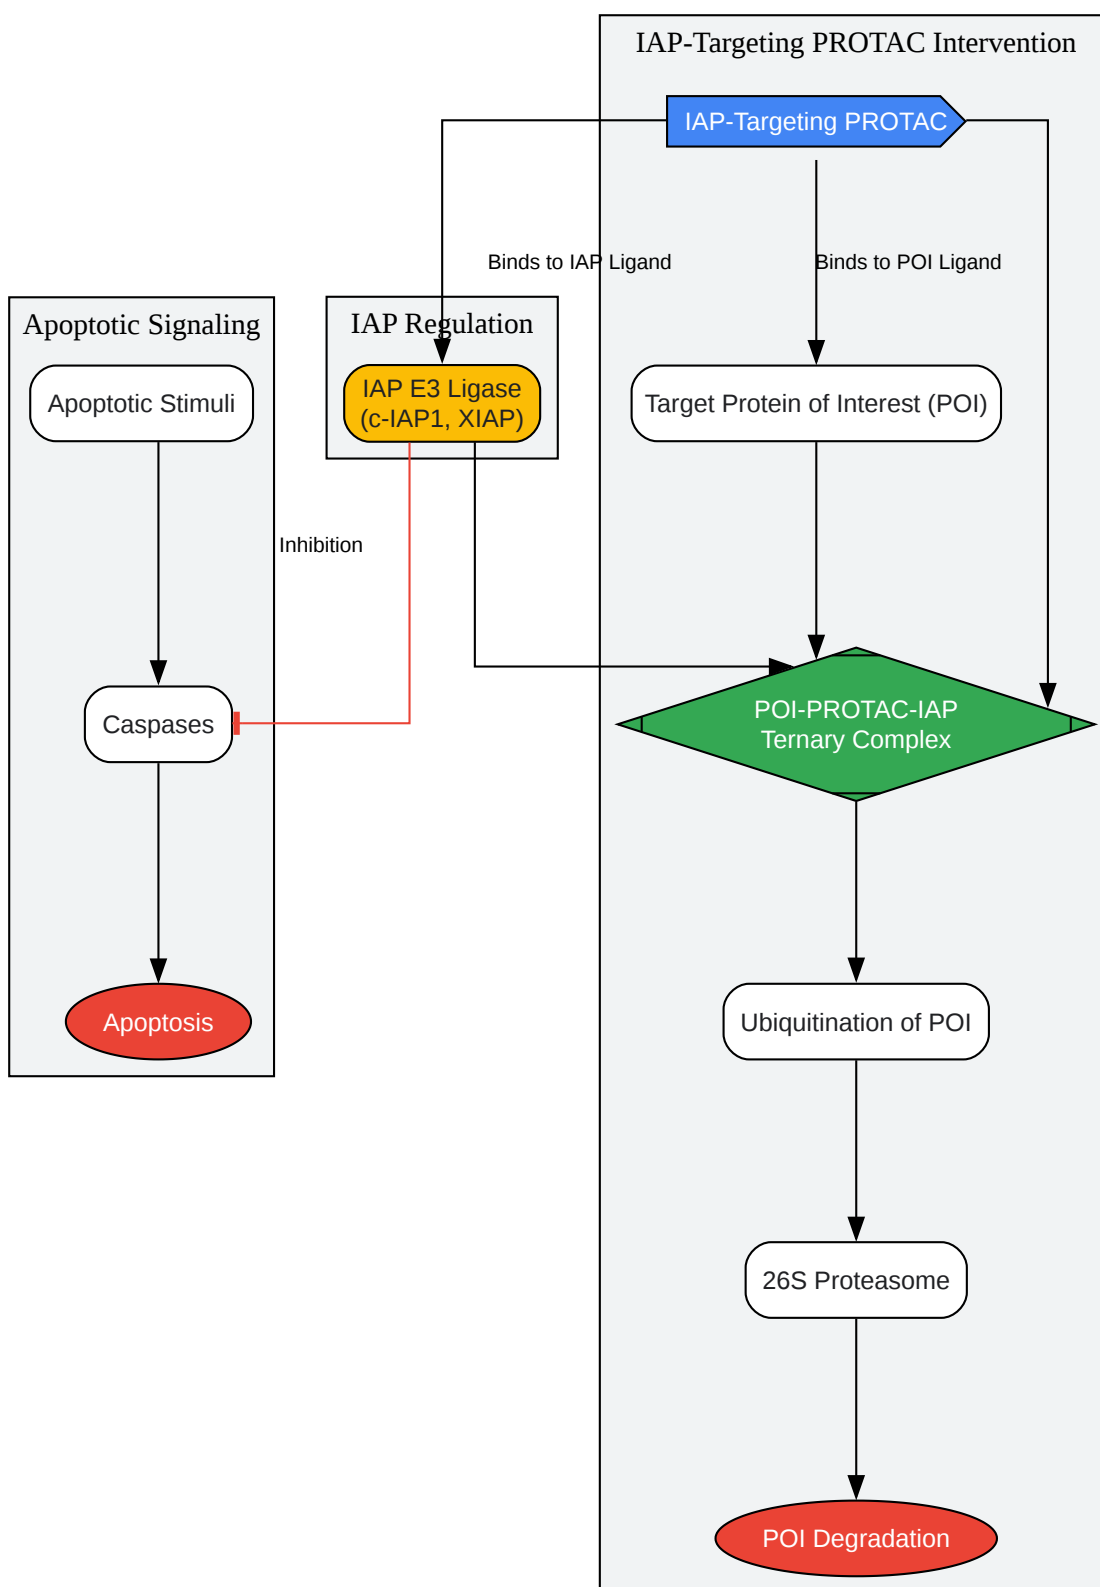 IAP-Targeting PROTAC Intervention
IAP-Targeting PROTAC
Binds to IAP Ligand
Binds to POI Ligand
Apoptotic Signaling
IAP Regulation
Apoptotic Stimuli
IAP E3 Ligase
(c-IAP1, XIAP)
Target Protein of Interest (POI)
Inhibition
Caspases
POI-PROTAC-IAP
Ternary Complex
Apoptosis
Ubiquitination of POI
26S Proteasome
POI Degradation